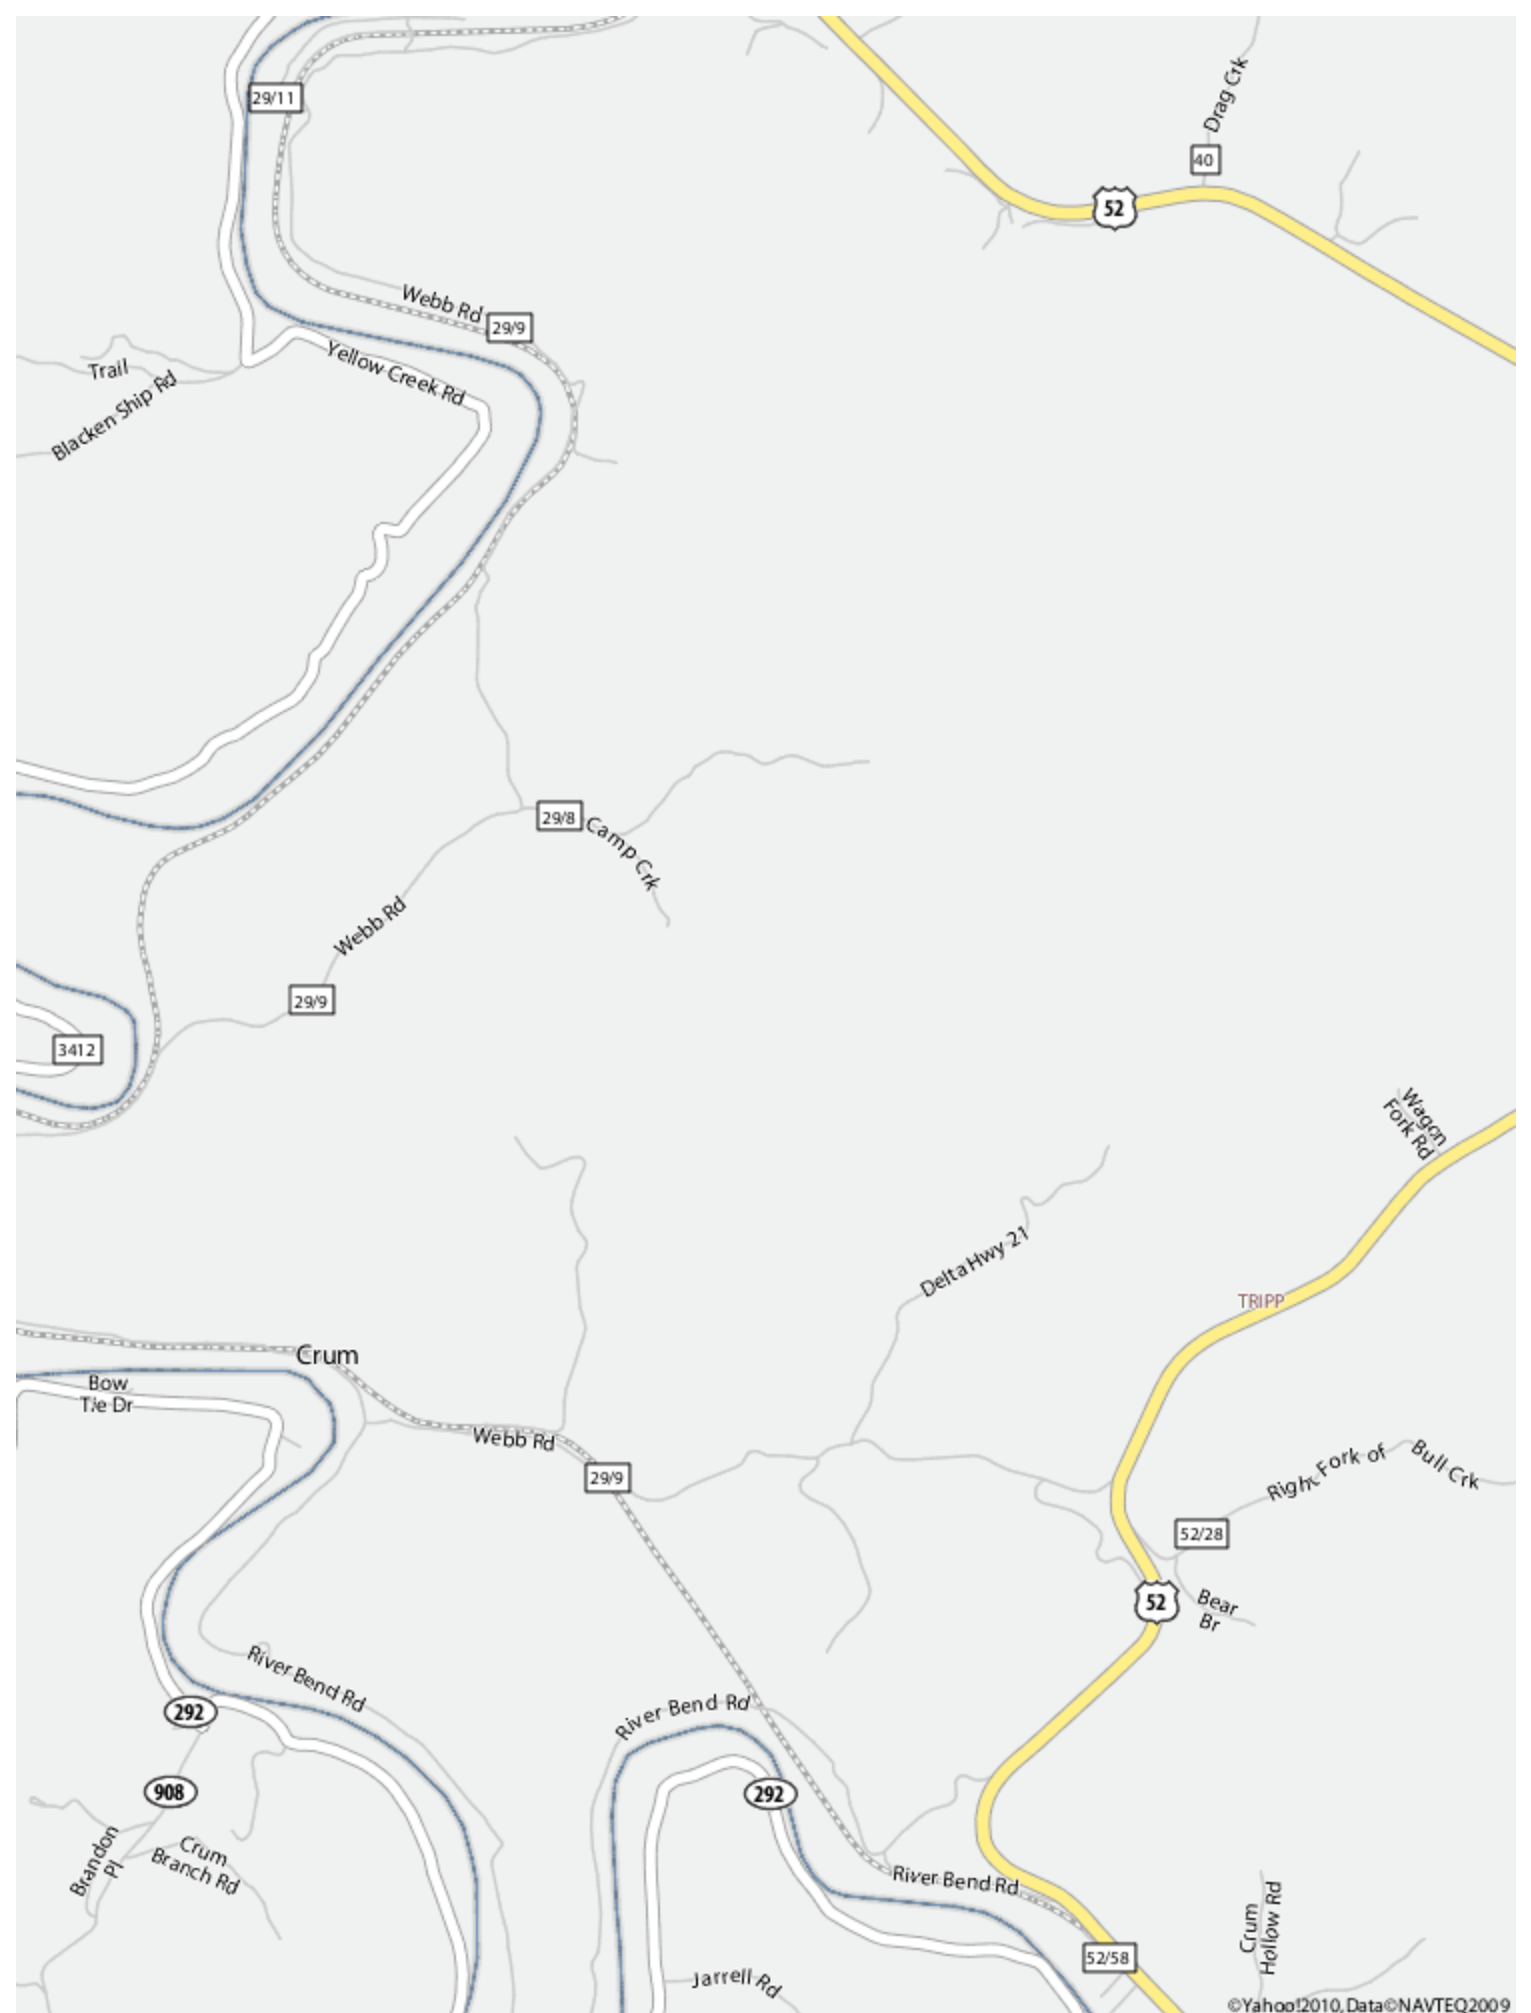 29/11
Drag Crk
40
52
Webb Rd
29/9
Trail
Yellow Creek Rd
Blacken Ship Rd
29/8
Camp Crk
Webb Rd
29/9
3412
Wagon
Fork Rd
Delta Hwy 21
TRIPP
Crum
Bow
Tie Dr
Webb Rd
29/9
Right Fork of
Bull Crk
52/28
52
Bear
Br
River Bend Rd
292
River Bend Rd
908
292
Brandon
Pl
Crum
Branch Rd
River Bend Rd
Crum
Hollow Rd
52/58
Jarrell Rd
©Yahoo!2010, Data©NAVTEQ2009